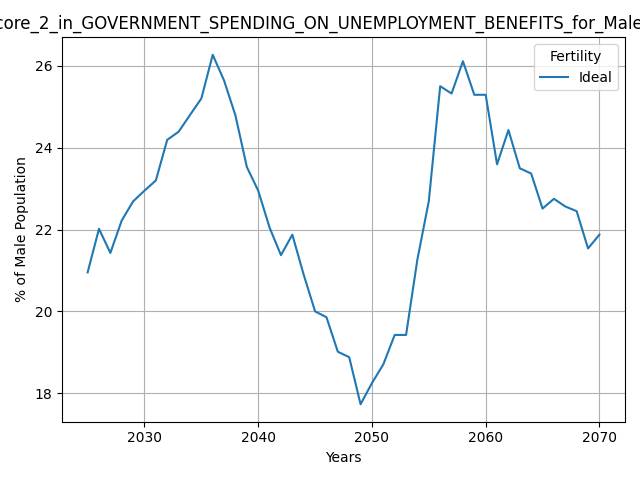 core_2_in_GOVERNMENT_SPENDING_ON_UNEMPLOYMENT_BENEFITS_for_Male
Fertility
Ideal
26
24
22
20
18
% of Male Population
2030 2040 2050 2060 2070
Years